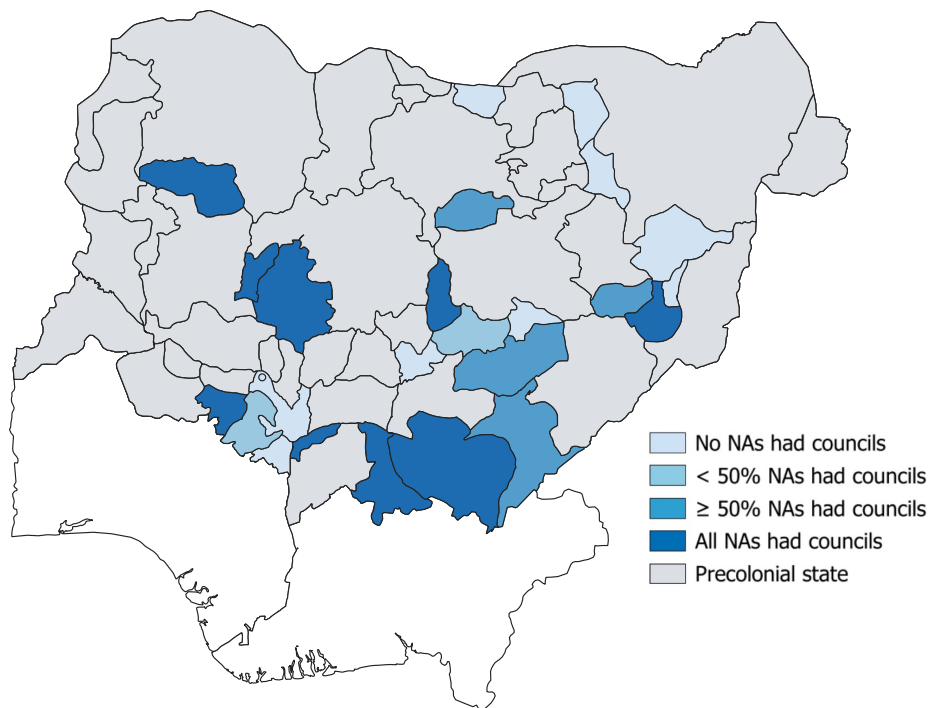 No NAs had councils
< 50% NAs had councils
≥ 50% NAs had councils
All NAs had councils
Precolonial state